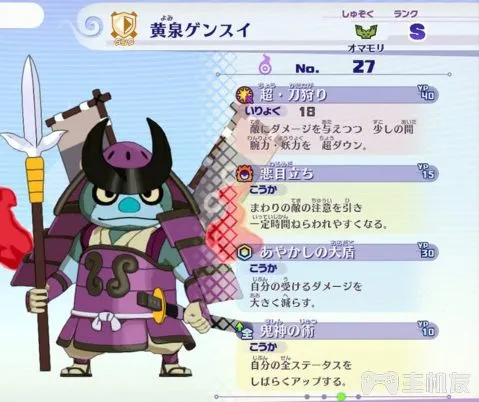 黄泉ゲンスイ
しゅぞく
オマモリ
ランク
S
No. 27
超・刀狩り
YP 40
いりょく 18
敵にダメージを与えつつ 少しの間
腕力・妖力を 超ダウン。
悪目立ち
YP 15
こうか
まわりの敵の注意を引き
一定時間ねらわれやすくなる。
あやかしの大盾
YP 30
こうか
自分の受けるダメージを
大きく減らす。
全
鬼神の術
YP 10
こうか
自分の全ステータスを
しばらくアップする。
主机友